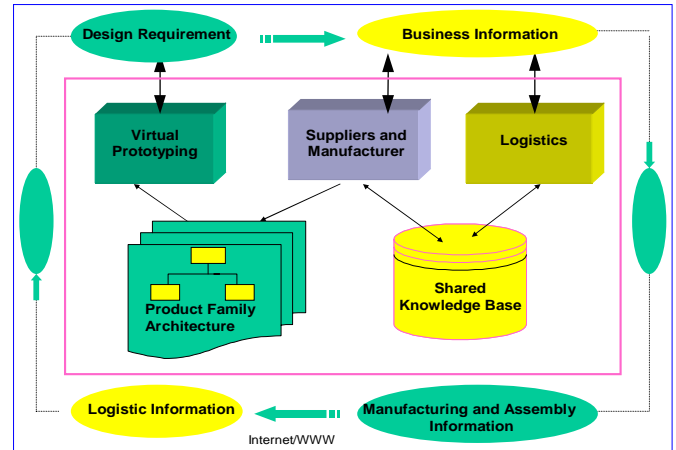 Design Requirement
Business Information
Virtual
Prototyping
Suppliers and
Manufacturer
Logistics
Product Family
Architecture
Shared
Knowledge Base
Logistic Information
Manufacturing and Assembly
Information
Internet/WWW